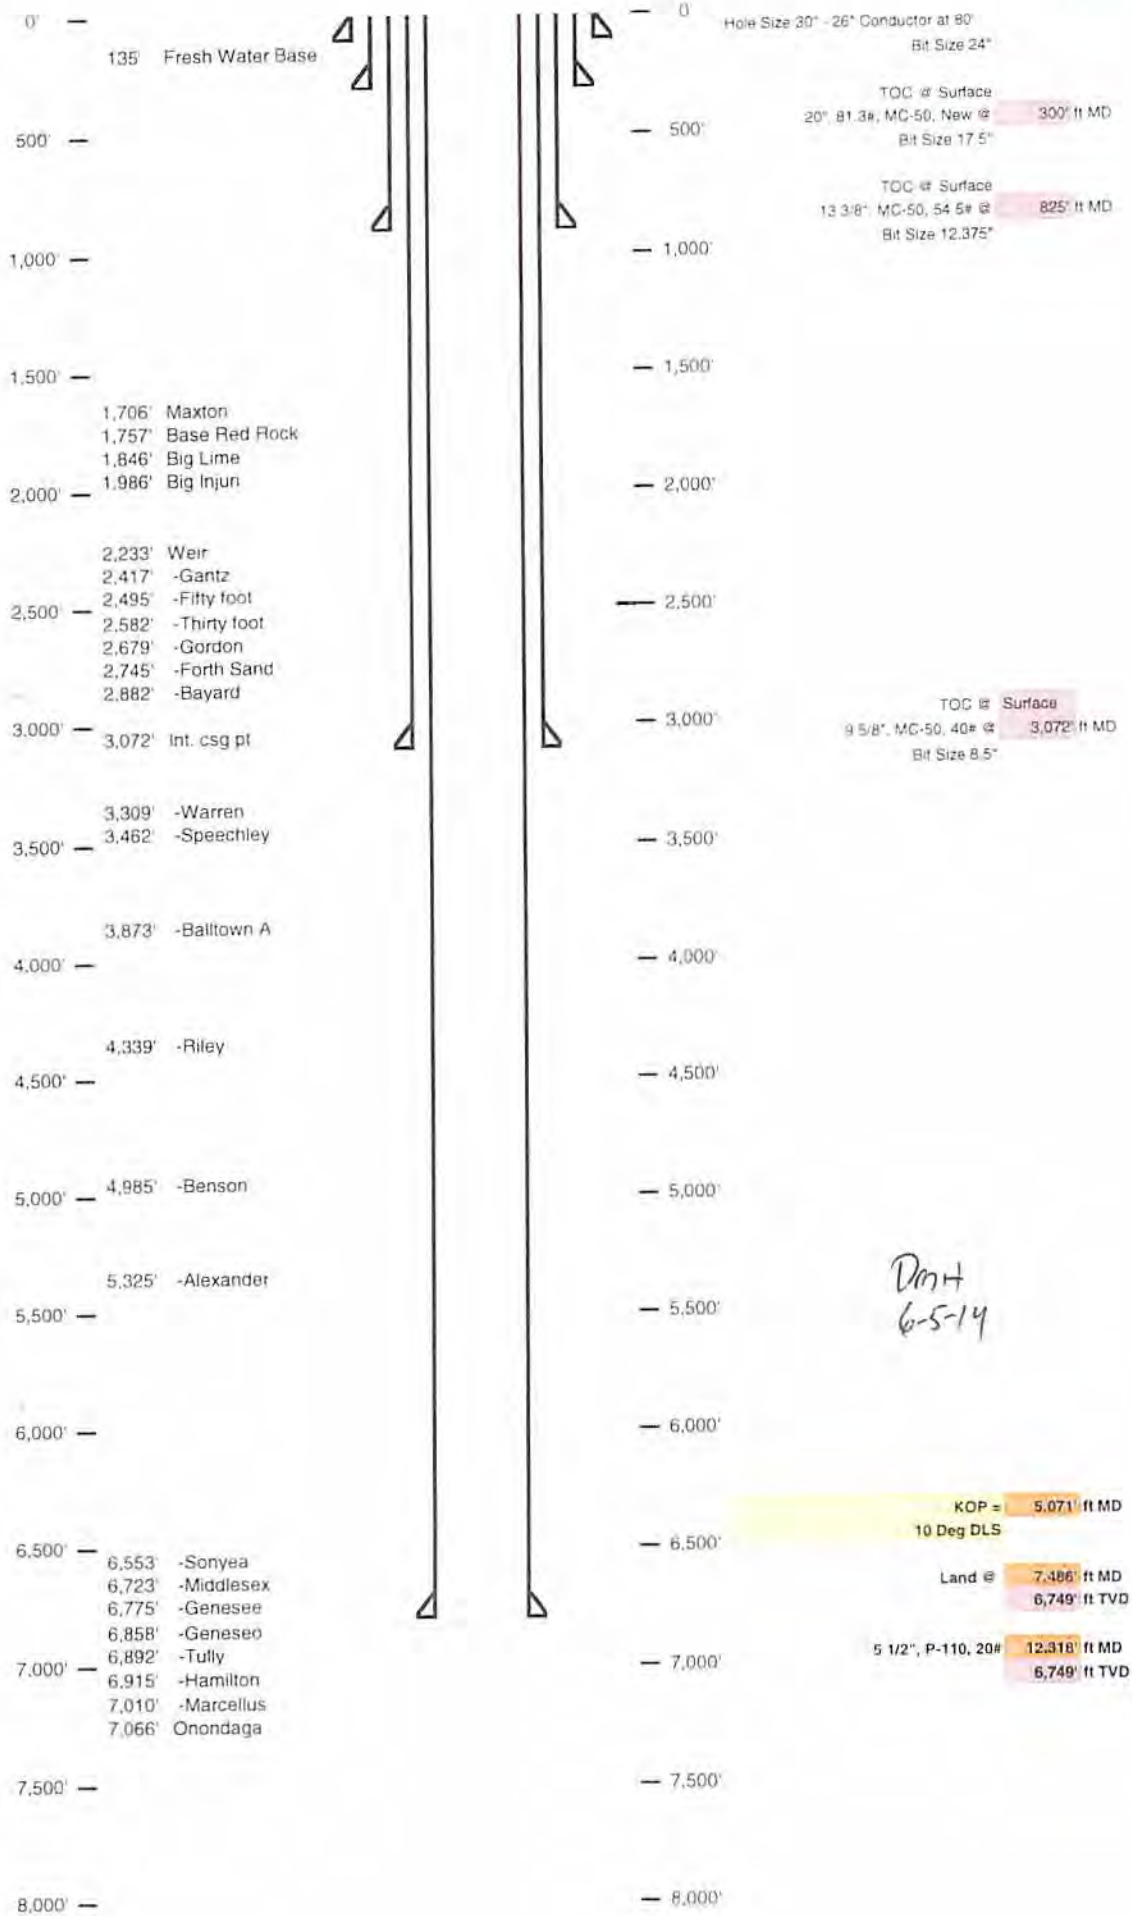 0'
135' Fresh Water Base
500'
1,000'
1,500'
1,706' Maxton
1,757' Base Red Rock
1,846' Big Lime
1,986' Big Injun
2,000'
2,233' Weir
2,417' -Gantz
2,495' -Fifty foot
2,500'
2,582' -Thirty foot
2,679' -Gordon
2,745' -Forth Sand
2,882' -Bayard
3,000'
3,072' Int. csg pt
3,309' -Warren
3,462' -Speechley
3,500'
3,873' -Balltown A
4,000'
4,339' -Riley
4,500'
4,985' -Benson
5,000'
5,325' -Alexander
5,500'
6,000'
6,500'
6,553' -Sonyea
6,723' -Middlesex
6,775' -Genesee
6,858' -Geneseo
6,892' -Tully
7,000'
6,915' -Hamilton
7,010' -Marcellus
7,066' Onondaga
7,500'
8,000'
0
500'
1,000'
1,500'
2,000'
2,500'
3,000'
3,500'
4,000'
4,500'
5,000'
5,500'
6,000'
6,500'
7,000'
7,500'
8,000'
Hole Size 30" - 26" Conductor at 80'
Bit Size 24"
TOC @ Surface
20", 81.3#, MC-50, New @ 300' ft MD
Bit Size 17.5"
TOC @ Surface
13 3/8", MC-50, 54.5# @ 825' ft MD
Bit Size 12.375"
TOC @ Surface
9 5/8", MC-50, 40# @ 3,072' ft MD
Bit Size 8.5"
DmH
6-5-14
KOP = 5,071' ft MD
10 Deg DLS
Land @ 7,486' ft MD
6,749' ft TVD
5 1/2", P-110, 20# 12,318' ft MD
6,749' ft TVD